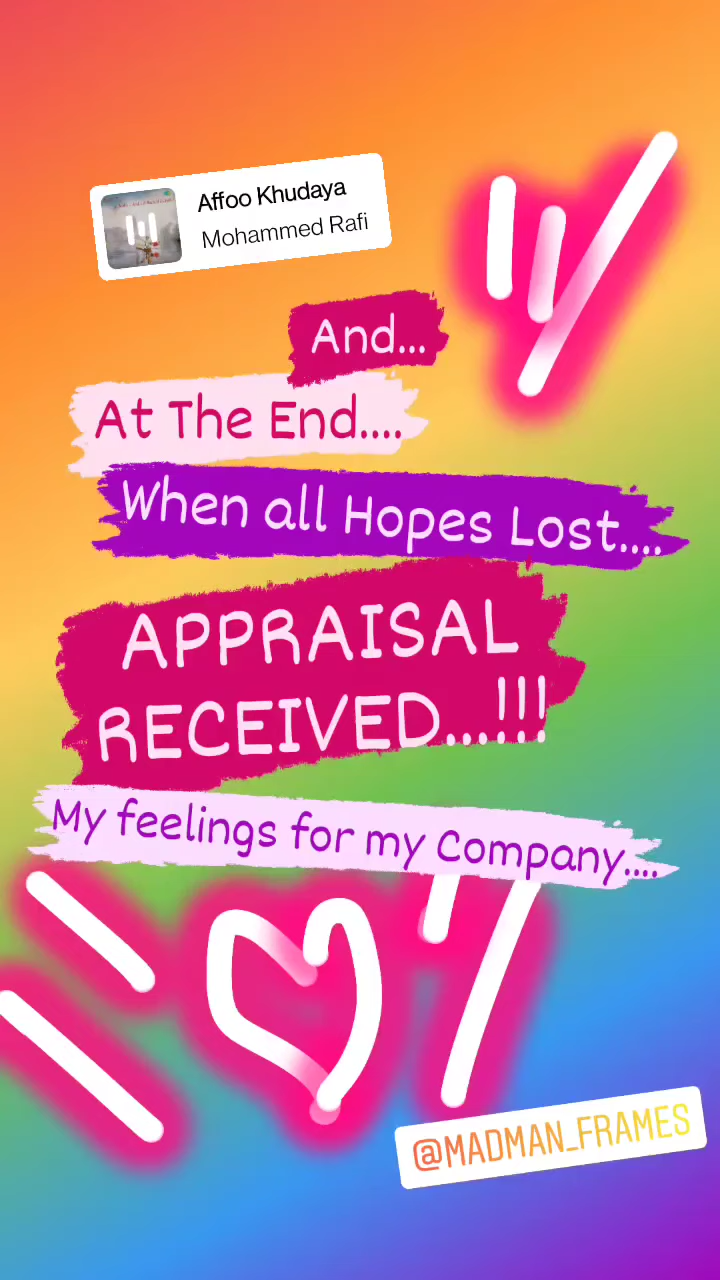 Affoo Khudaya
Mohammed Rafi
And...
At The End....
When all Hopes Lost....
APPRAISAL
RECEIVED...!!!
My feelings for my Company....
@MADMAN_FRAMES